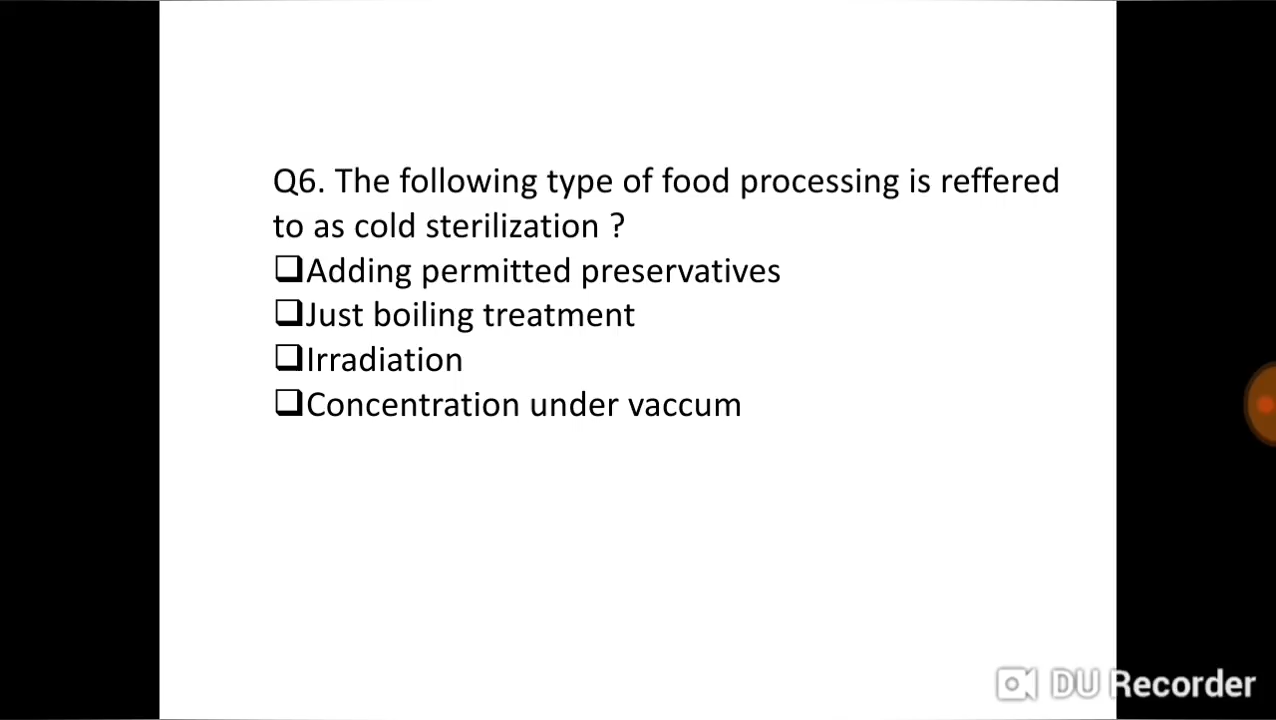 Q6. The following type of food processing is reffered
to as cold sterilization ?
❑Adding permitted preservatives
❑Just boiling treatment
❑Irradiation
❑Concentration under vaccum
DU Recorder